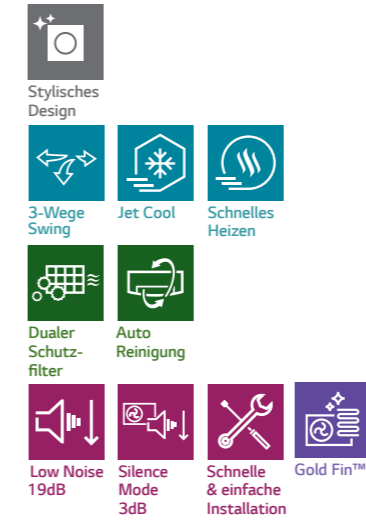 Stylisches
Design
3-Wege
Swing
Jet Cool
Schnelles
Heizen
Dualer
Schutz-
filter
Auto
Reinigung
Low Noise
19dB
Silence
Mode
3dB
Schnelle
& einfache
Installation
Gold Fin™